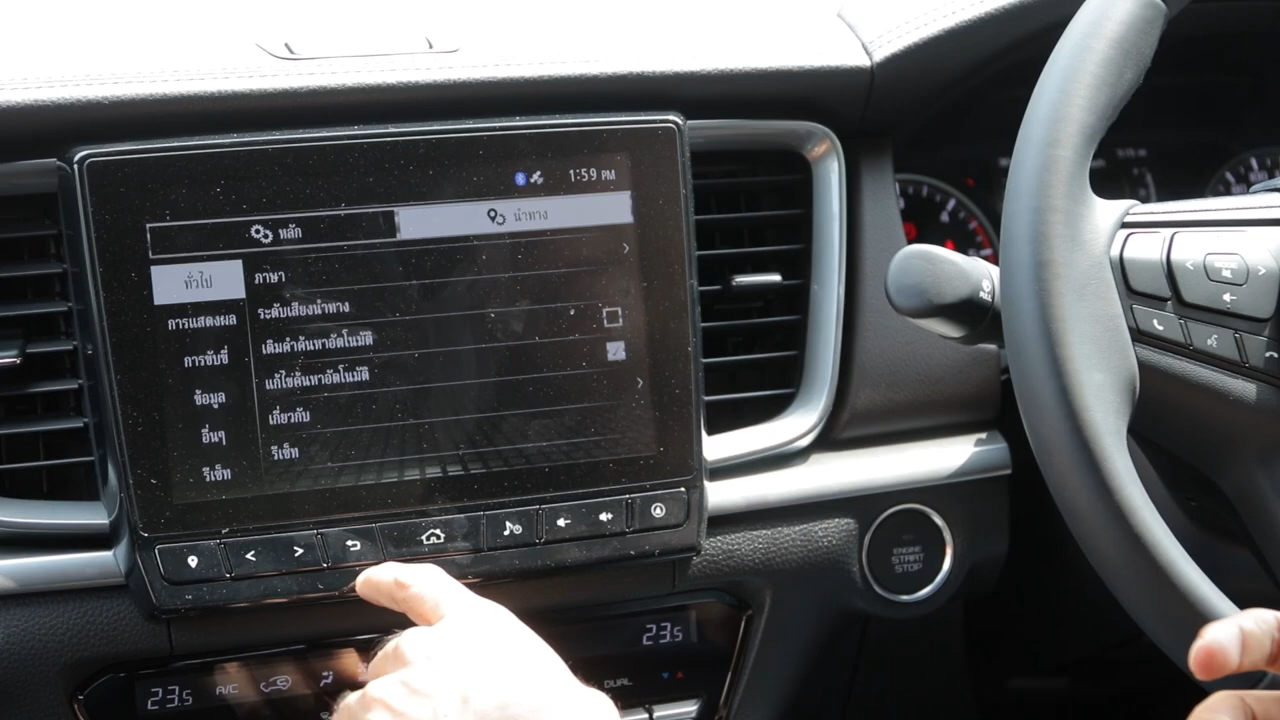 1:59 PM
หลัก
นำทาง
ทั่วไป
การแสดงผล
การขับขี่
ข้อมูล
อื่นๆ
รีเซ็ท
ภาษา
ระดับเสียงนำทาง
เติมคำค้นหาอัตโนมัติ
แก้ไขค้นหาอัตโนมัติ
เกี่ยวกับ
รีเซ็ท
ENGINE
START
STOP
23.5
A/C
23.5
DUAL
PULL